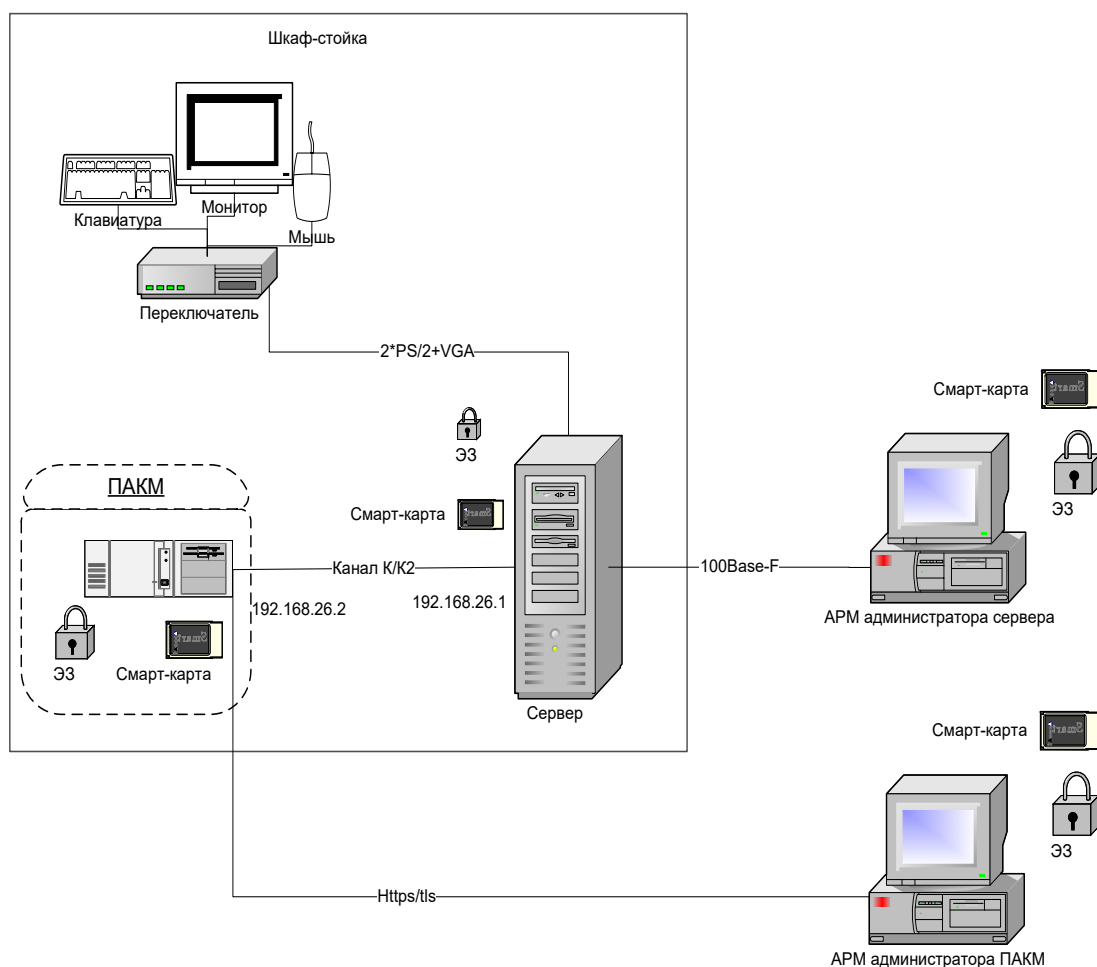 Шкаф-стойка
Клавиатура
Монитор
Мышь
Переключатель
2*PS/2+VGA
Смарт-карта
ЭЗ
ЭЗ
ПАКМ
Смарт-карта
Канал К/К2
100Base-F
192.168.26.2
192.168.26.1
АРМ администратора сервера
ЭЗ
Смарт-карта
Сервер
Смарт-карта
ЭЗ
Https/tls
АРМ администратора ПАКМ